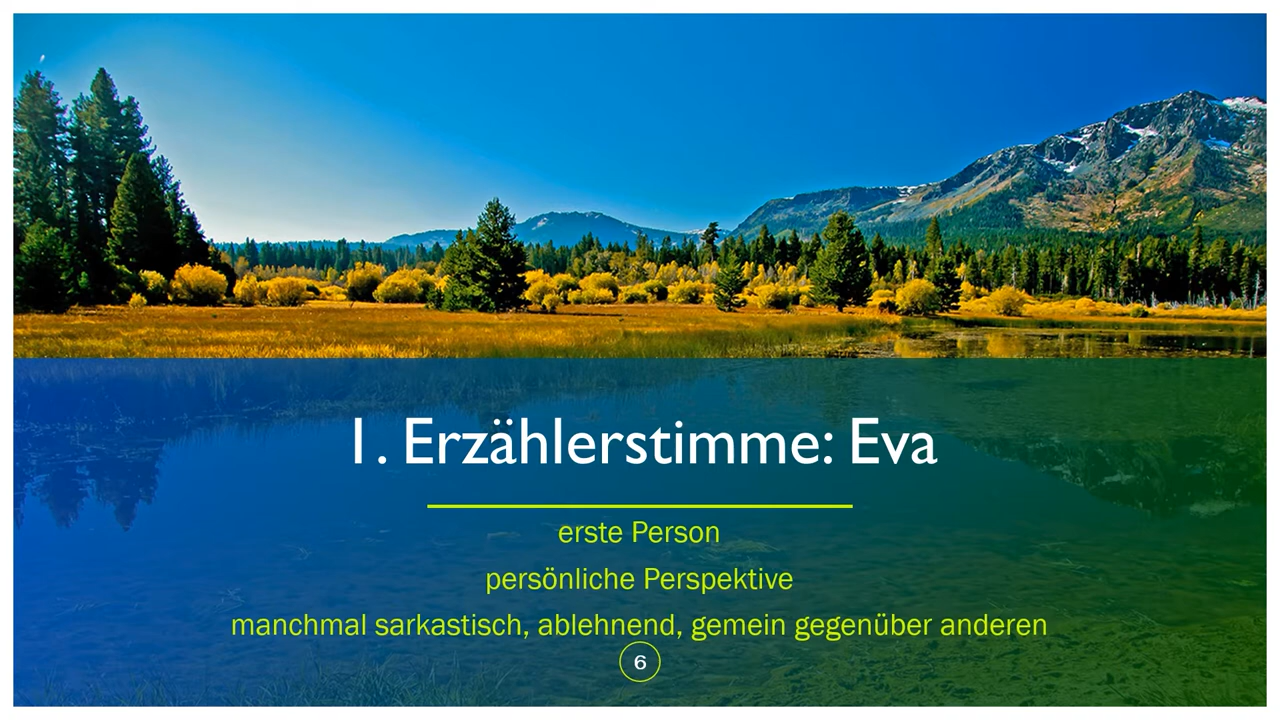 1. Erzählerstimme: Eva
erste Person
persönliche Perspektive
manchmal sarkastisch, ablehnend, gemein gegenüber anderen
6